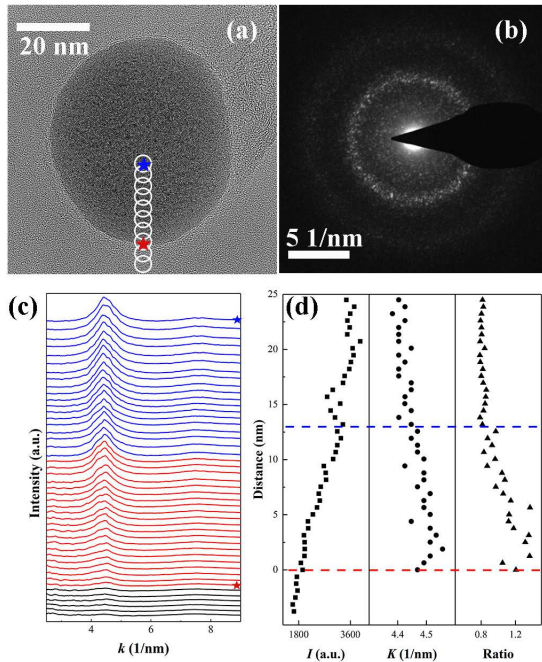 (a)
20 nm
(b)
5 1/nm
(c)
Intensity (a.u.)
4 6 8
k (1/nm)
(d)
Distance (nm)
25
20
15
10
5
0
1800 3600
4.4 4.5
0.8 1.2
I (a.u.)
K (1/nm)
Ratio